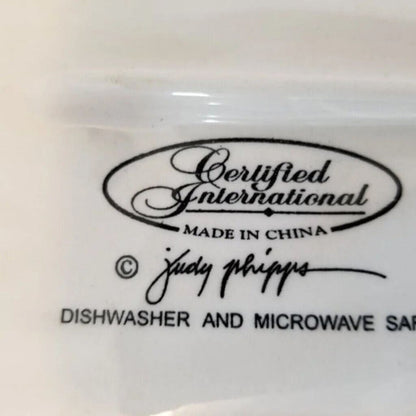 Certified
International
MADE IN CHINA
© judy phipps
DISHWASHER AND MICROWAVE SAF